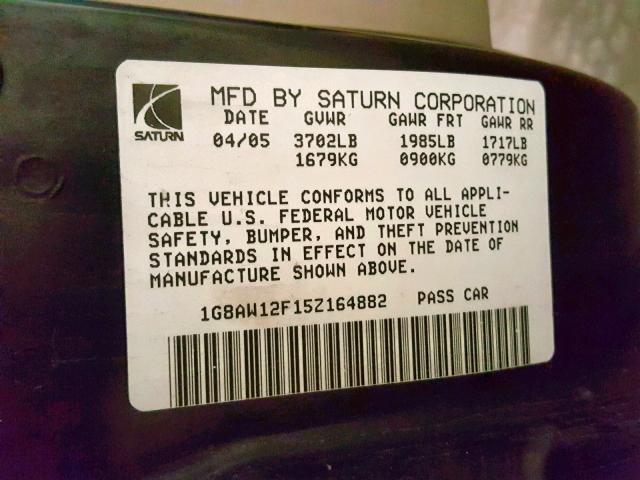 SATURN
MFD BY SATURN CORPORATION
DATE GVWR GAWR FRT GAWR RR
04/05 3702LB 1985LB 1717LB
1679KG 0900KG 0779KG
THIS VEHICLE CONFORMS TO ALL APPLI-
CABLE U.S. FEDERAL MOTOR VEHICLE
SAFETY, BUMPER, AND THEFT PREVENTION
STANDARDS IN EFFECT ON THE DATE OF
MANUFACTURE SHOWN ABOVE.
1G8AW12F15Z164882 PASS CAR